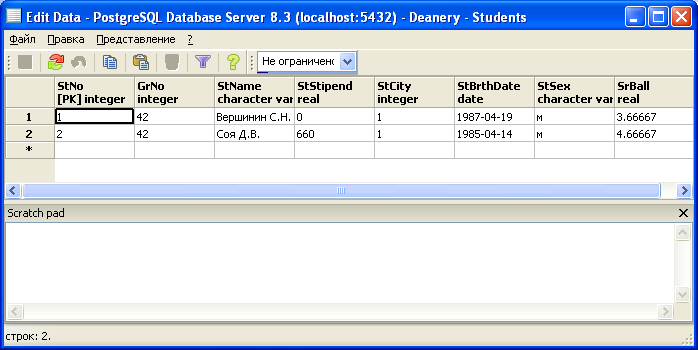 Edit Data - PostgreSQL Database Server 8.3 (localhost:5432) - Deanery - Students
Файл Правка Представление ?
Не ограничено
StNo GrNo StName StStipend StCity StBrthDate StSex SrBall
[PK] integer integer character var real integer date character var real
1 1 42 Вершинин С.Н. 0 1 1987-04-19 м 3.66667
2 2 42 Соя Д.В. 660 1 1985-04-14 м 4.66667
*
Scratch pad
строк: 2.